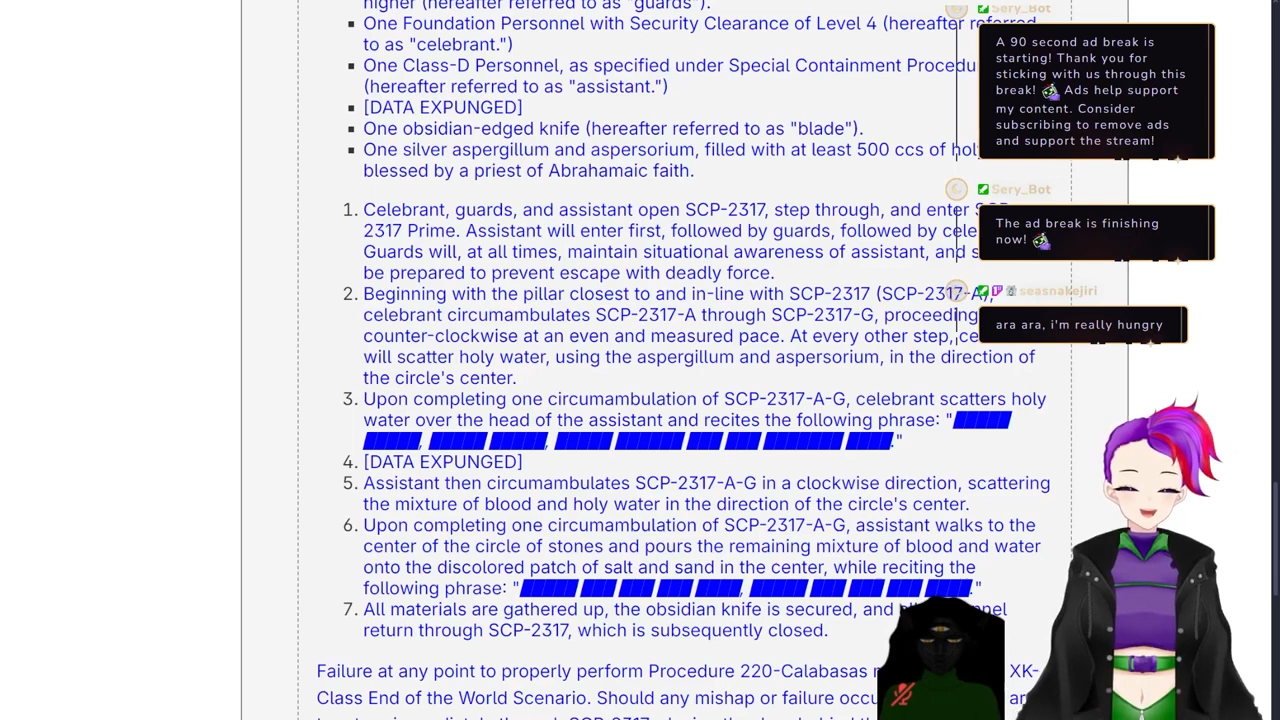 higher (hereafter referred to as "guards").
One Foundation Personnel with Security Clearance of Level 4 (hereafter referred
to as "celebrant.")
One Class-D Personnel, as specified under Special Containment Procedu
(hereafter referred to as "assistant.")
[DATA EXPUNGED]
One obsidian-edged knife (hereafter referred to as "blade").
One silver aspergillum and aspersorium, filled with at least 500 ccs of hol
blessed by a priest of Abrahamaic faith.
1. Celebrant, guards, and assistant open SCP-2317, step through, and enter
2317 Prime. Assistant will enter first, followed by guards, followed by cele
Guards will, at all times, maintain situational awareness of assistant, and s
be prepared to prevent escape with deadly force.
2. Beginning with the pillar closest to and in-line with SCP-2317 (SCP-2317-A),
celebrant circumambulates SCP-2317-A through SCP-2317-G, proceeding
counter-clockwise at an even and measured pace. At every other step, ce
will scatter holy water, using the aspergillum and aspersorium, in the direction of
the circle's center.
3. Upon completing one circumambulation of SCP-2317-A-G, celebrant scatters holy
water over the head of the assistant and recites the following phrase: "█████
█████, █████ █████, █████ ██████ ███ ███ ███████ ████."
4. [DATA EXPUNGED]
5. Assistant then circumambulates SCP-2317-A-G in a clockwise direction, scattering
the mixture of blood and holy water in the direction of the circle's center.
6. Upon completing one circumambulation of SCP-2317-A-G, assistant walks to the
center of the circle of stones and pours the remaining mixture of blood and water
onto the discolored patch of salt and sand in the center, while reciting the
following phrase: "█████ ███ ███ ███ ████, █████ ███ ███ ███ ████."
7. All materials are gathered up, the obsidian knife is secured, and
return through SCP-2317, which is subsequently closed.
Failure at any point to properly perform Procedure 220-Calabasas XK-
Class End of the World Scenario. Should any mishap or failure occu
Sery_Bot
A 90 second ad break is
starting! Thank you for
sticking with us through this
break! Ads help support
my content. Consider
subscribing to remove ads
and support the stream!
Sery_Bot
The ad break is finishing
now!
seasnakejiri
ara ara, i'm really hungry